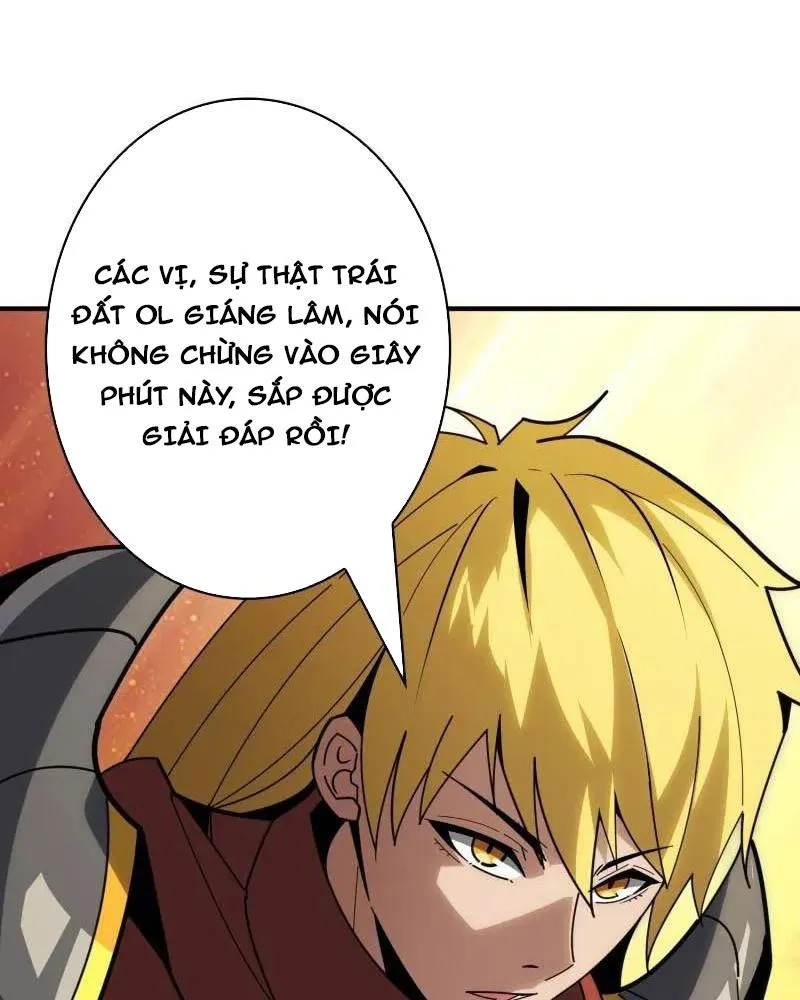 CÁC VỊ, SỰ THẬT TRÁI
ĐẤT OL GIÁNG LÂM, NÓI
KHÔNG CHỪNG VÀO GIÂY
PHÚT NÀY, SẮP ĐƯỢC
GIẢI ĐÁP RỒI!